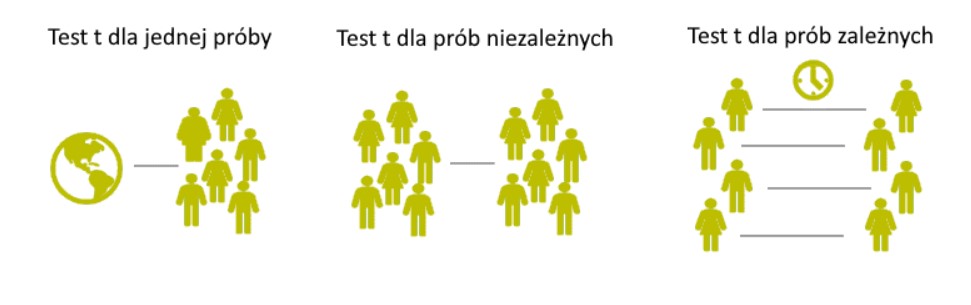 Test t dla jednej próby
Test t dla prób niezależnych
Test t dla prób zależnych